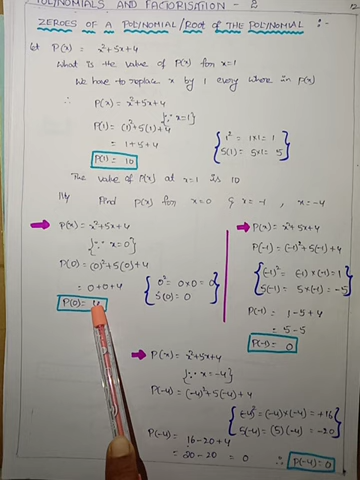 POLYNOMIALS AND FACTORISATION - 2
ZEROES OF A POLYNOMIAL /Root of the POLYNOMIAL :-
let P(x) = x²+5x+4
What is the value of P(x) for x=1
We have to replace x by 1 every where in P(x)
∴ P(x) = x²+5x+4
{∵ x=1}
P(1) = (1)²+5(1)+4
= 1+5+4
P(1) = 10
{ 1² = 1×1 = 1
5(1) = 5×1 = 5 }
The value of P(x) at x=1 is 10
|||ly Find P(x) for x=0 & x=-1, x=-4
P(x) = x²+5x+4
{∵ x=0}
P(0) = (0)²+5(0)+4
= 0+0+4
{ 0² = 0×0 = 0
5(0) = 0 }
P(0) = 4
P(x) = x²+5x+4
P(-1) = (-1)²+5(-1)+4
{ (-1)² = (-1)×(-1) = 1
5(-1) = 5×(-1) = -5 }
P(-1) = 1-5+4
= 5-5
P(-1) = 0
P(x) = x²+5x+4
{∵ x=-4}
P(-4) = (-4)²+5(-4)+4
{ (-4)² = (-4)×(-4) = +16
5(-4) = (5)(-4) = -20 }
P(-4) = 16-20+4
= 20-20 = 0 ∴ P(-4) = 0